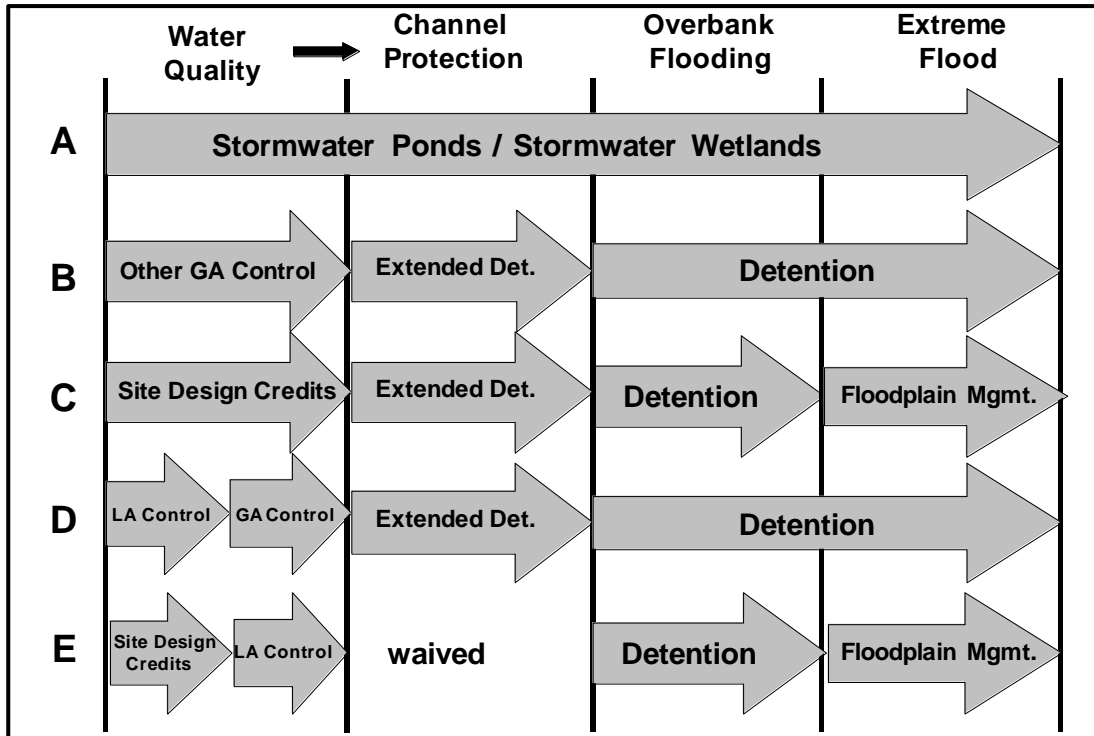 Water
Quality
Channel
Protection
Overbank
Flooding
Extreme
Flood
A
Stormwater Ponds / Stormwater Wetlands
B
Other GA Control
Extended Det.
Detention
C
Site Design Credits
Extended Det.
Detention
Floodplain Mgmt.
D
LA Control
GA Control
Extended Det.
Detention
E
Site Design
Credits
LA Control
waived
Detention
Floodplain Mgmt.